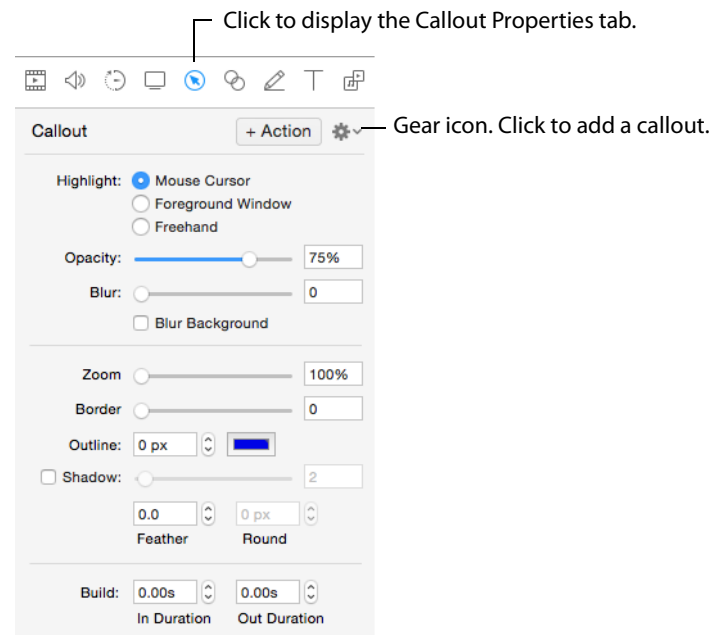 Click to display the Callout Properties tab.
Callout
+ Action
Gear icon. Click to add a callout.
Highlight:
Mouse Cursor
Foreground Window
Freehand
Opacity:
75%
Blur:
0
Blur Background
Zoom
100%
Border
0
Outline:
0 px
Shadow:
2
0.0
0 px
Feather
Round
Build:
0.00s
0.00s
In Duration
Out Duration